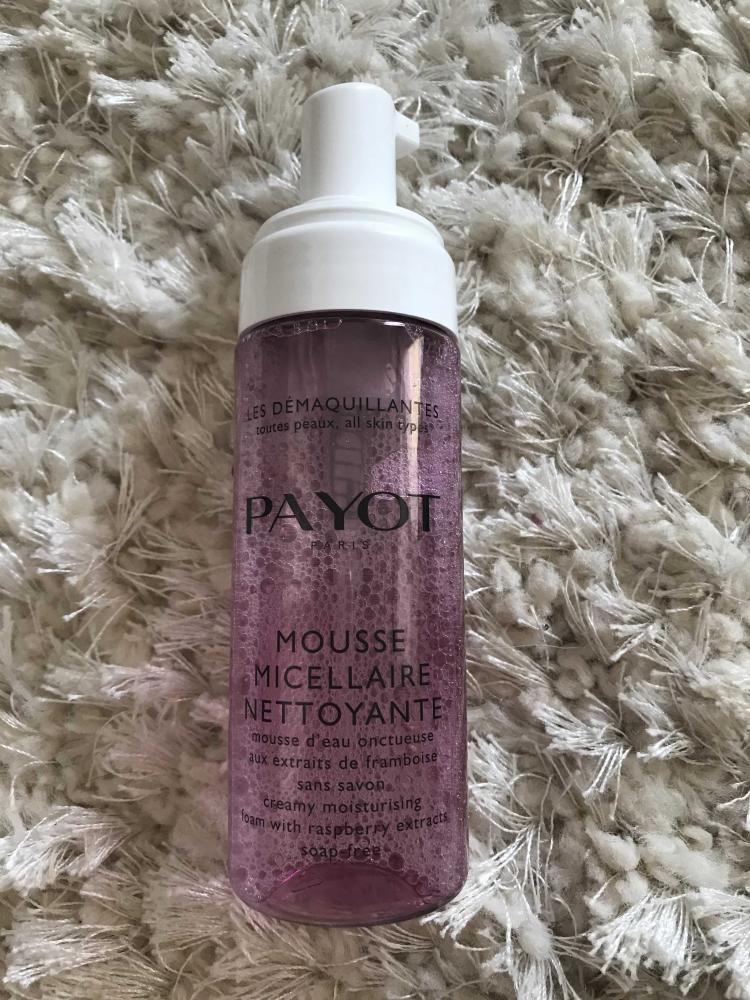 LES DÉMAQUILLANTES
toutes peaux, all skin types
PAYOT
PARIS
MOUSSE
MICELLAIRE
NETTOYANTE
mousse d'eau onctueuse
aux extraits de framboise
sans savon
creamy moisturising
foam with raspberry extracts
soap-free